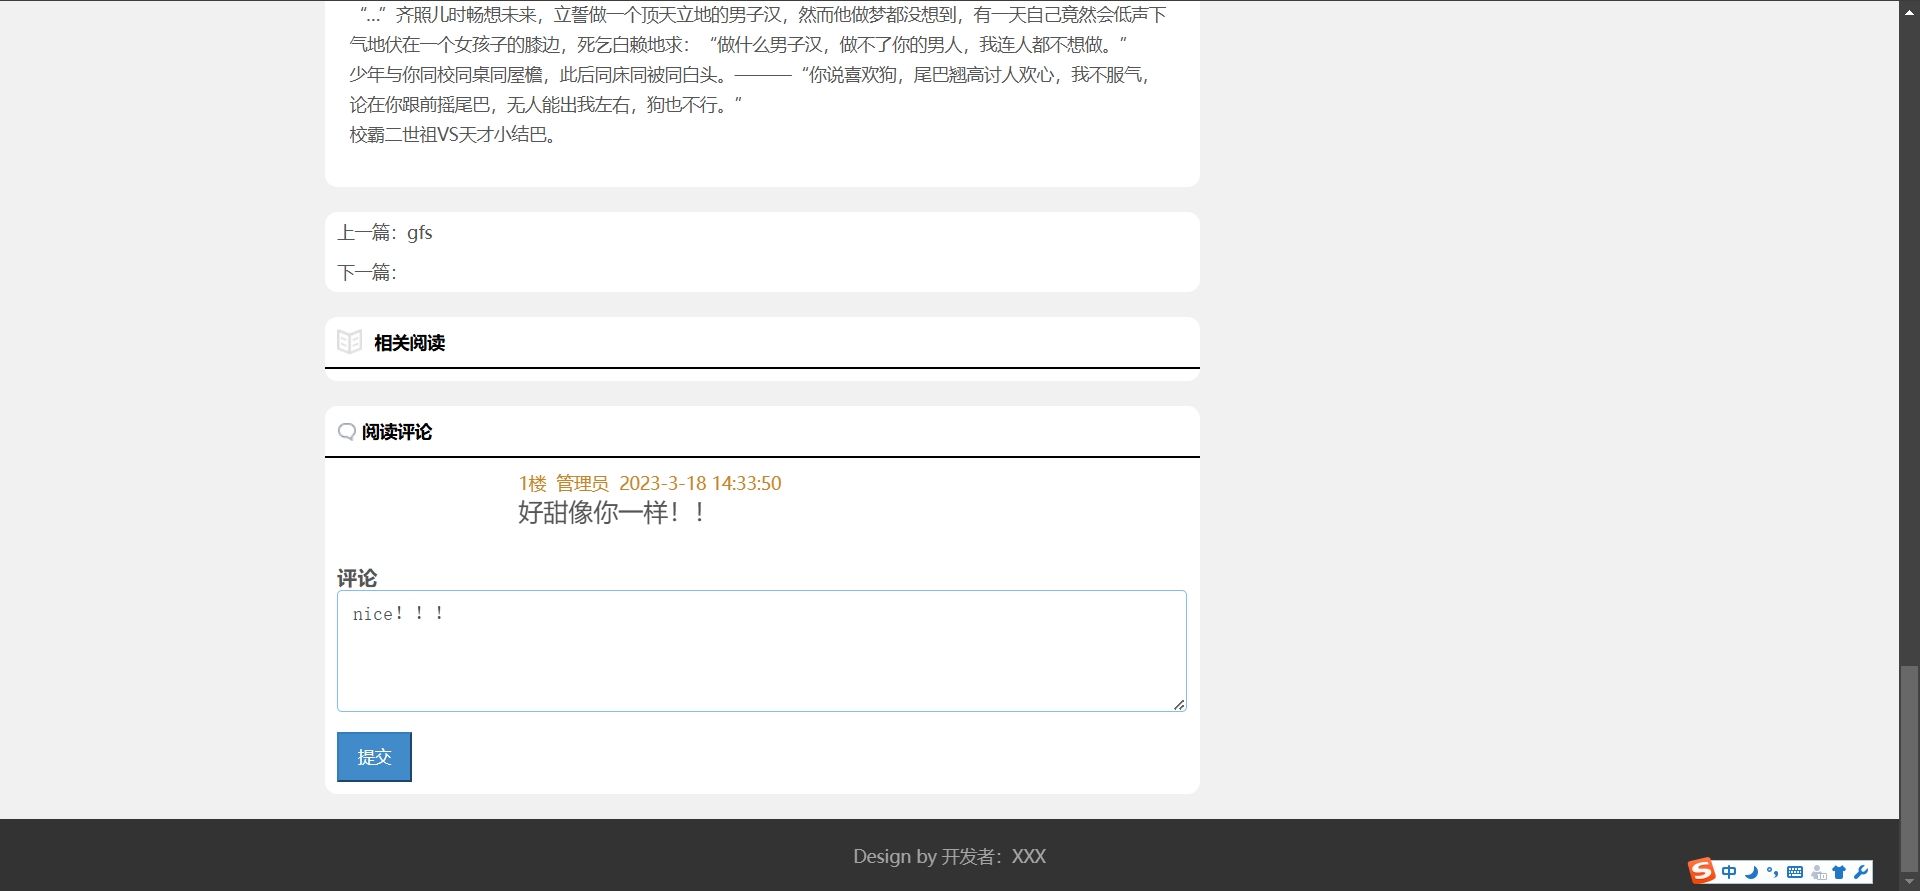 “…”齐照儿时畅想未来，立誓做一个顶天立地的男子汉，然而他做梦都没想到，有一天自己竟然会低声下
气地伏在一个女孩子的膝边，死乞白赖地求：“做什么男子汉，做不了你的男人，我连人都不想做。”
少年与你同校同桌同屋檐，此后同床同被同白头。———“你说喜欢狗，尾巴翘高讨人欢心，我不服气，
论在你跟前摇尾巴，无人能出我左右，狗也不行。”
校霸二世祖VS天才小结巴。
上一篇：gfs
下一篇：
相关阅读
阅读评论
1楼 管理员 2023-3-18 14:33:50
好甜像你一样！！
评论
nice！！！
提交
Design by 开发者：XXX
中